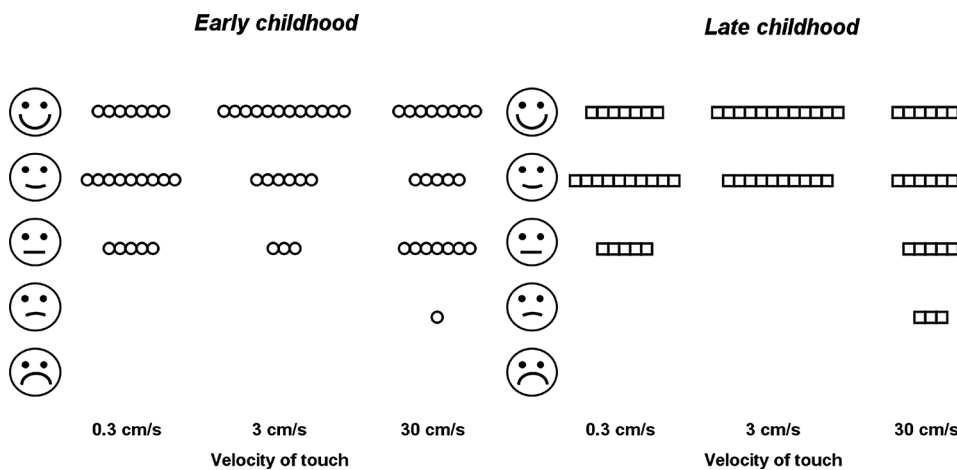 Early childhood
0.3 cm/s 3 cm/s 30 cm/s
Velocity of touch
Late childhood
0.3 cm/s 3 cm/s 30 cm/s
Velocity of touch